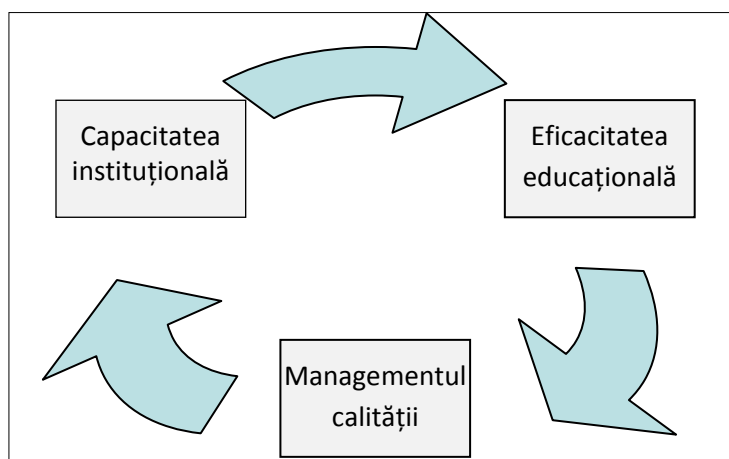 Capacitatea
instituțională
Eficacitatea
educațională
Managementul
calității